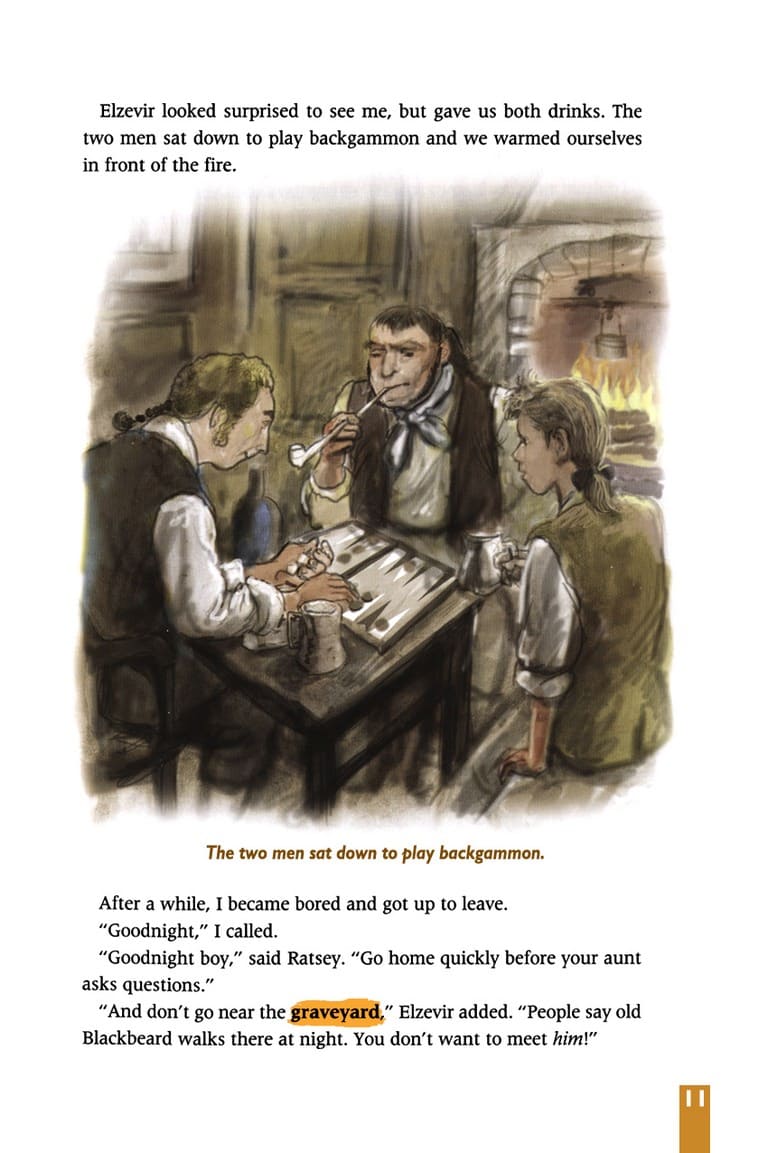 Elzevir looked surprised to see me, but gave us both drinks. The
two men sat down to play backgammon and we warmed ourselves
in front of the fire.
The two men sat down to play backgammon.
After a while, I became bored and got up to leave.
“Goodnight,” I called.
“Goodnight boy,” said Ratsey. “Go home quickly before your aunt
asks questions.”
“And don’t go near the graveyard,” Elzevir added. “People say old
Blackbeard walks there at night. You don’t want to meet him!”
11